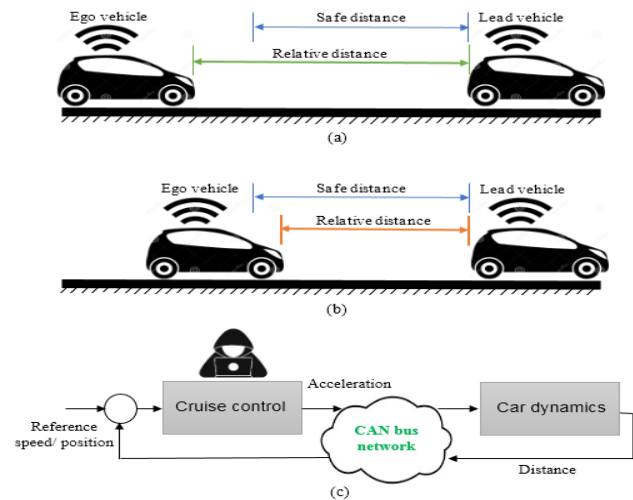 Ego vehicle
Safe distance
Lead vehicle
Relative distance
(a)
Ego vehicle
Safe distance
Lead vehicle
Relative distance
(b)
Cruise control
Acceleration
Car dynamics
Reference
speed/ position
CAN bus
network
Distance
(c)